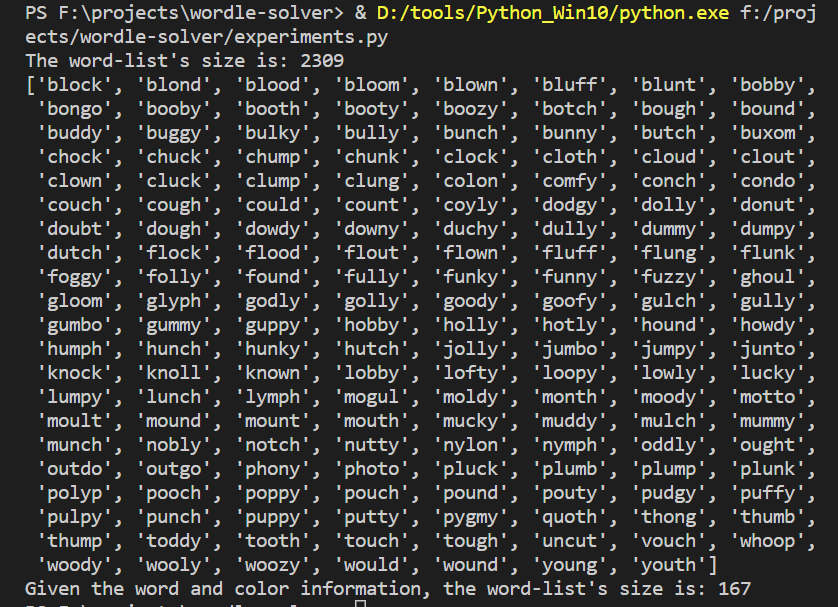 PS F:\projects\wordle-solver> & D:/tools/Python_Win10/python.exe f:/proj
ects/wordle-solver/experiments.py
The word-list's size is: 2309
['block', 'blond', 'blood', 'bloom', 'blown', 'bluff', 'blunt', 'bobby',
'bongo', 'booby', 'booth', 'booty', 'boozy', 'botch', 'bough', 'bound',
'buddy', 'buggy', 'bulky', 'bully', 'bunch', 'bunny', 'butch', 'buxom',
'chock', 'chuck', 'chump', 'chunk', 'clock', 'cloth', 'cloud', 'clout',
'clown', 'cluck', 'clump', 'clung', 'colon', 'comfy', 'conch', 'condo',
'couch', 'cough', 'could', 'count', 'coyly', 'dodgy', 'dolly', 'donut',
'doubt', 'dough', 'dowdy', 'downy', 'duchy', 'dully', 'dummy', 'dumpy',
'dutch', 'flock', 'flood', 'flout', 'flown', 'fluff', 'flung', 'flunk',
'foggy', 'folly', 'found', 'fully', 'funky', 'funny', 'fuzzy', 'ghoul',
'gloom', 'glyph', 'godly', 'golly', 'goody', 'goofy', 'gulch', 'gully',
'gumbo', 'gummy', 'guppy', 'hobby', 'holly', 'hotly', 'hound', 'howdy',
'humph', 'hunch', 'hunky', 'hutch', 'jolly', 'jumbo', 'jumpy', 'junto',
'knock', 'knoll', 'known', 'lobby', 'lofty', 'loopy', 'lowly', 'lucky',
'lumpy', 'lunch', 'lymph', 'mogul', 'moldy', 'month', 'moody', 'motto',
'moult', 'mound', 'mount', 'mouth', 'mucky', 'muddy', 'mulch', 'mummy',
'munch', 'nobly', 'notch', 'nutty', 'nylon', 'nymph', 'oddly', 'ought',
'outdo', 'outgo', 'phony', 'photo', 'pluck', 'plumb', 'plump', 'plunk',
'polyp', 'pooch', 'poppy', 'pouch', 'pound', 'pouty', 'pudgy', 'puffy',
'pulpy', 'punch', 'puppy', 'putty', 'pygmy', 'quoth', 'thong', 'thumb',
'thump', 'toddy', 'tooth', 'touch', 'tough', 'uncut', 'vouch', 'whoop',
'woody', 'wooly', 'woozy', 'would', 'wound', 'young', 'youth']
Given the word and color information, the word-list's size is: 167